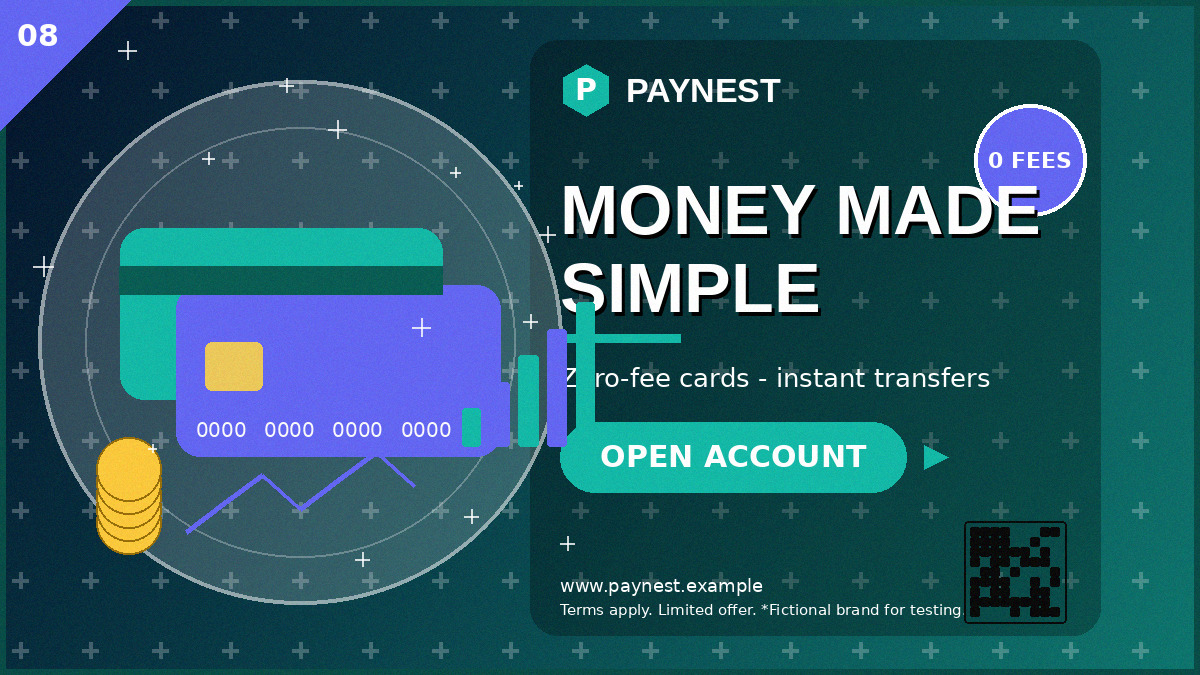 08
P PAYNEST
0 FEES
MONEY MADE
SIMPLE
Zero-fee cards - instant transfers
0000 0000 0000 0000
OPEN ACCOUNT
www.paynest.example
Terms apply. Limited offer. *Fictional brand for testing.